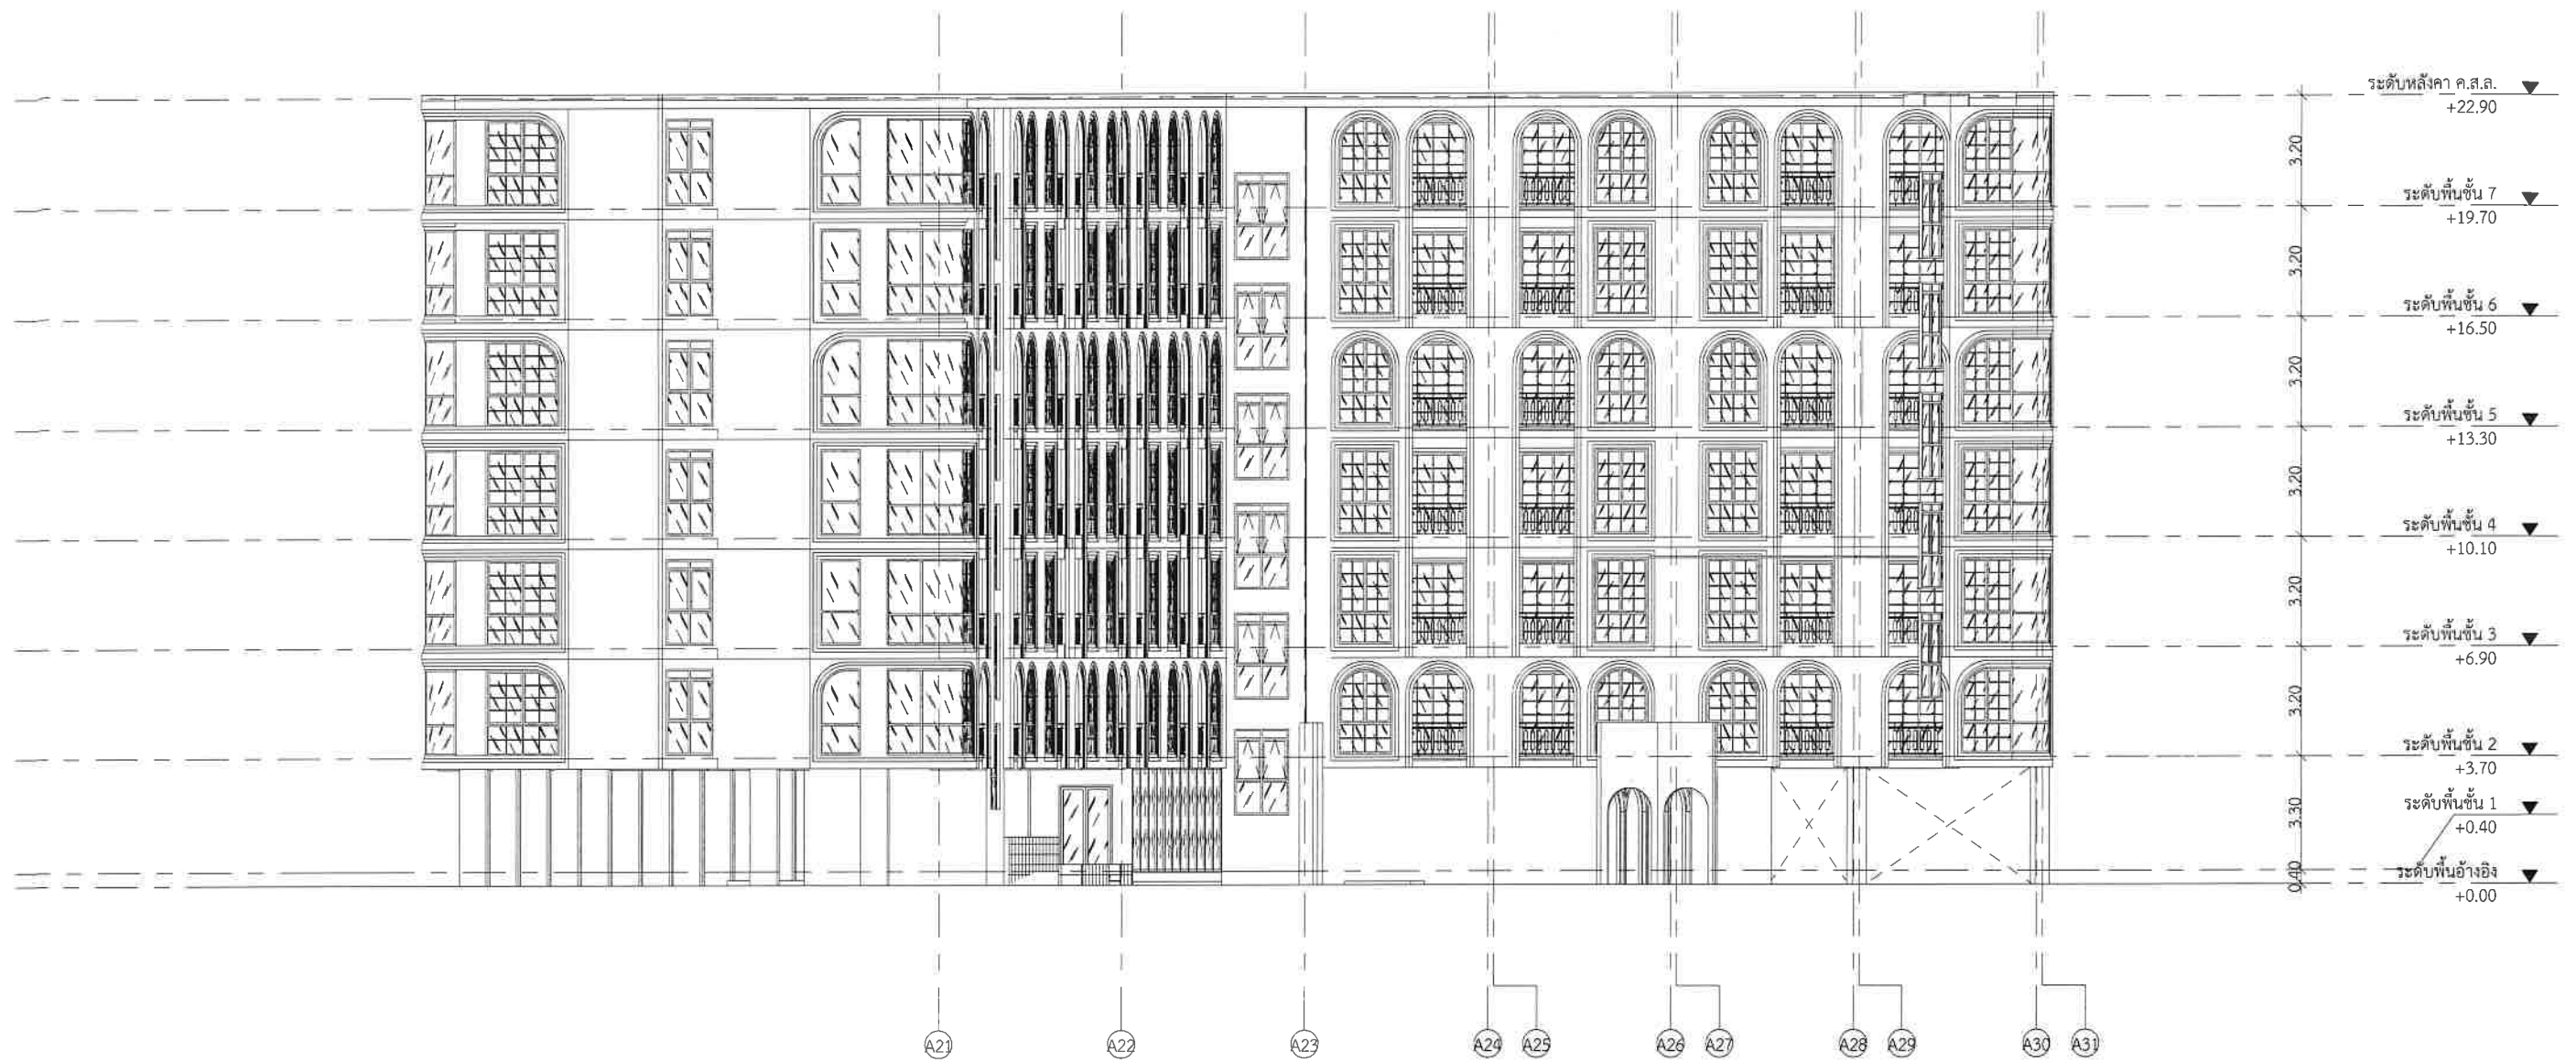 ระดับหลังคา ค.ส.ล.
+22.90
3.20
ระดับพื้นชั้น 7
+19.70
3.20
ระดับพื้นชั้น 6
+16.50
3.20
ระดับพื้นชั้น 5
+13.30
3.20
ระดับพื้นชั้น 4
+10.10
3.20
ระดับพื้นชั้น 3
+6.90
3.20
ระดับพื้นชั้น 2
+3.70
3.30
ระดับพื้นชั้น 1
+0.40
0.40
ระดับพื้นอ้างอิง
+0.00
A21 A22 A23 A24 A25 A26 A27 A28 A29 A30 A31